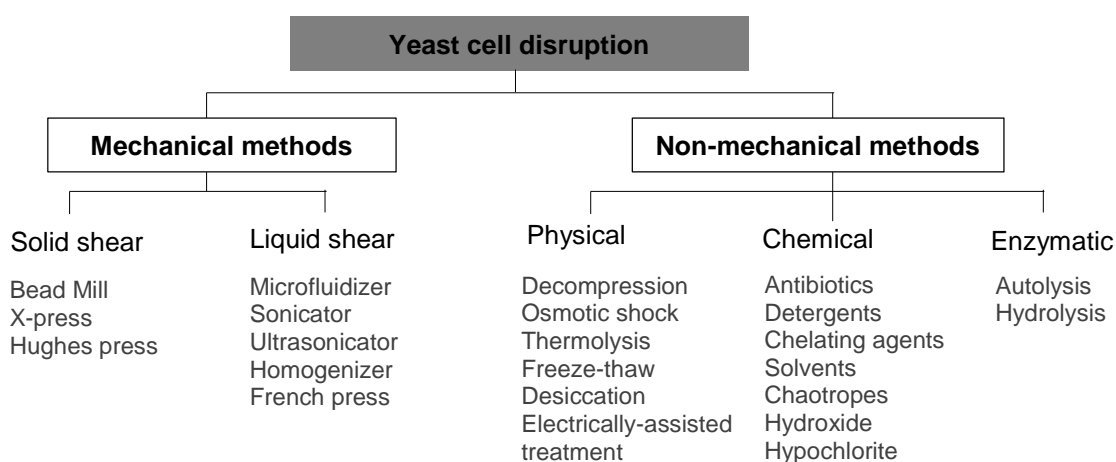 Yeast cell disruption
Mechanical methods
Non-mechanical methods
Solid shear
Bead Mill
X-press
Hughes press
Liquid shear
Microfluidizer
Sonicator
Ultrasonicator
Homogenizer
French press
Physical
Decompression
Osmotic shock
Thermolysis
Freeze-thaw
Desiccation
Electrically-assisted
treatment
Chemical
Antibiotics
Detergents
Chelating agents
Solvents
Chaotropes
Hydroxide
Hypochlorite
Enzymatic
Autolysis
Hydrolysis